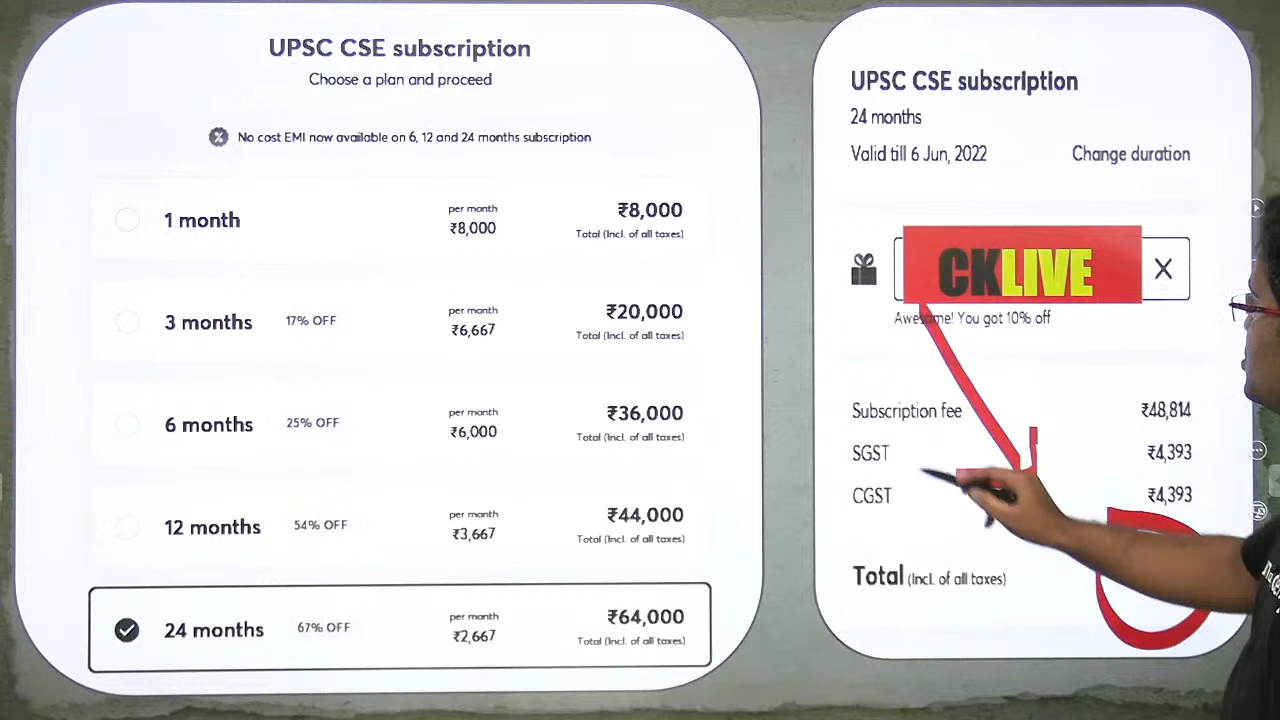 UPSC CSE subscription
Choose a plan and proceed
No cost EMI now available on 6, 12 and 24 months subscription
1 month
per month
₹8,000
₹8,000
Total (Incl. of all taxes)
3 months
17% OFF
per month
₹6,667
₹20,000
Total (Incl. of all taxes)
6 months
25% OFF
per month
₹6,000
₹36,000
Total (Incl. of all taxes)
12 months
54% OFF
per month
₹3,667
₹44,000
Total (Incl. of all taxes)
24 months
67% OFF
per month
₹2,667
₹64,000
Total (Incl. of all taxes)
UPSC CSE subscription
24 months
Valid till 6 Jun, 2022
Change duration
CKLIVE
X
Awesome! You got 10% off
Subscription fee
₹48,814
SGST
₹4,393
CGST
₹4,393
Total (Incl. of all taxes)